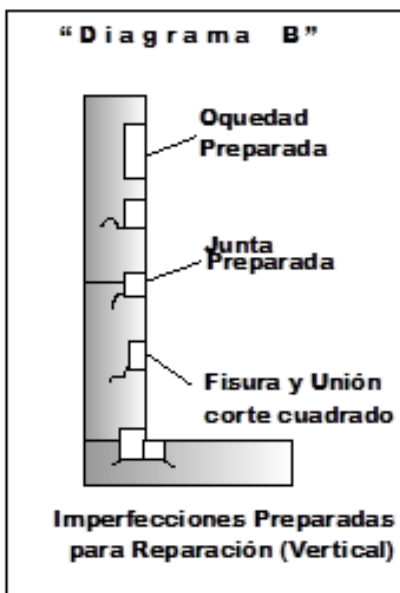 “Diagrama B”
Oquedad
Preparada
Junta
Preparada
Fisura y Unión
corte cuadrado
Imperfecciones Preparadas
para Reparación (Vertical)